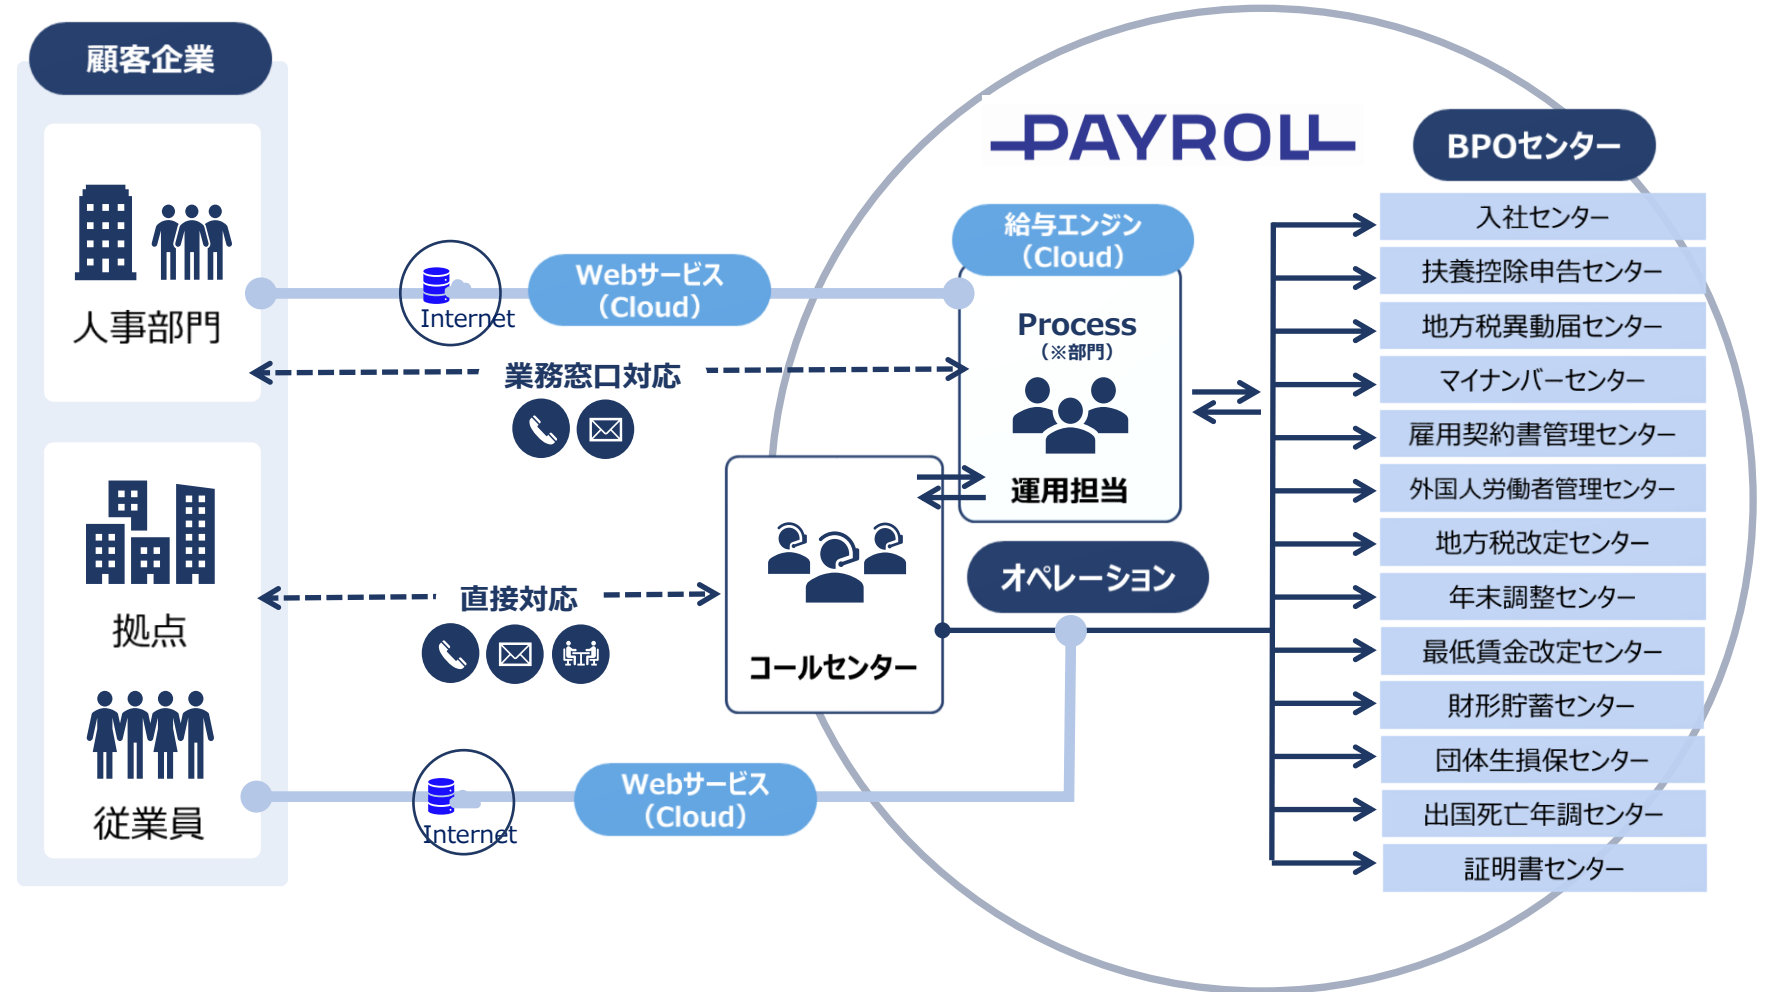 顧客企業
人事部門
拠点
従業員
Internet
Webサービス
（Cloud）
業務窓口対応
直接対応
Internet
Webサービス
（Cloud）
PAYROLL
給与エンジン
（Cloud）
Process
（※部門）
運用担当
コールセンター
オペレーション
BPOセンター
入社センター
扶養控除申告センター
地方税異動届センター
マイナンバーセンター
雇用契約書管理センター
外国人労働者管理センター
地方税改定センター
年末調整センター
最低賃金改定センター
財形貯蓄センター
団体生損保センター
出国死亡年調センター
証明書センター